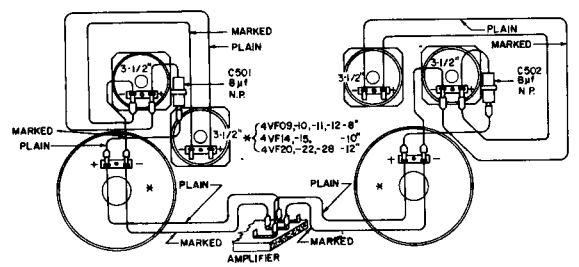 MARKED
PLAIN
3-1/2"
C501
8μf
N.P.
3-1/2"
MARKED
PLAIN
+ -
* { 4VF09,-10,-11,-12-8"
4VF14,-15, -10"
4VF20,-22,-28 -12"
*
PLAIN
MARKED
AMPLIFIER
PLAIN
MARKED
3-1/2"
3-1/2"
C502
8μf
N.P.
+ -
*
PLAIN
MARKED